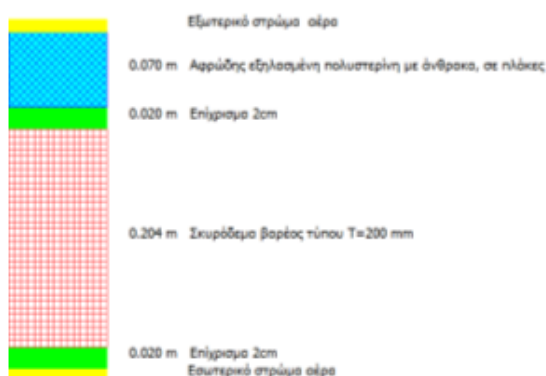 Εξωτερικό στρώμα αέρα
0.070 m Αφρώδης εξηλασμένη πολυστερίνη με άνθρακα, σε πλάκες
0.020 m Επίχρισμα 2cm
0.204 m Σκυρόδεμα βαρέος τύπου T=200 mm
0.020 m Επίχρισμα 2cm
Εσωτερικό στρώμα αέρα